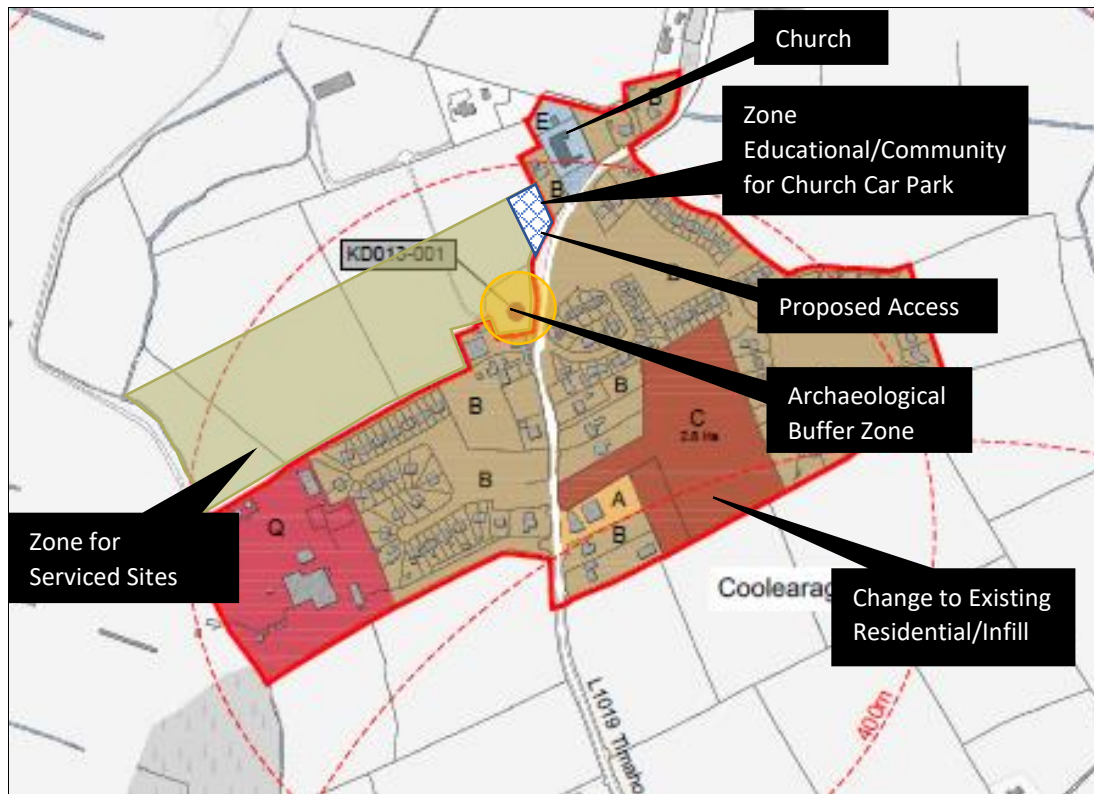 Church
Zone
Educational/Community
for Church Car Park
E
B
B
KD013-001
B
Proposed Access
Archaeological
Buffer Zone
B
B
C
2.8 Ha
B
A
B
Q
Zone for
Serviced Sites
Coolearag
Change to Existing
Residential/Infill
L1019 Timaho
400m